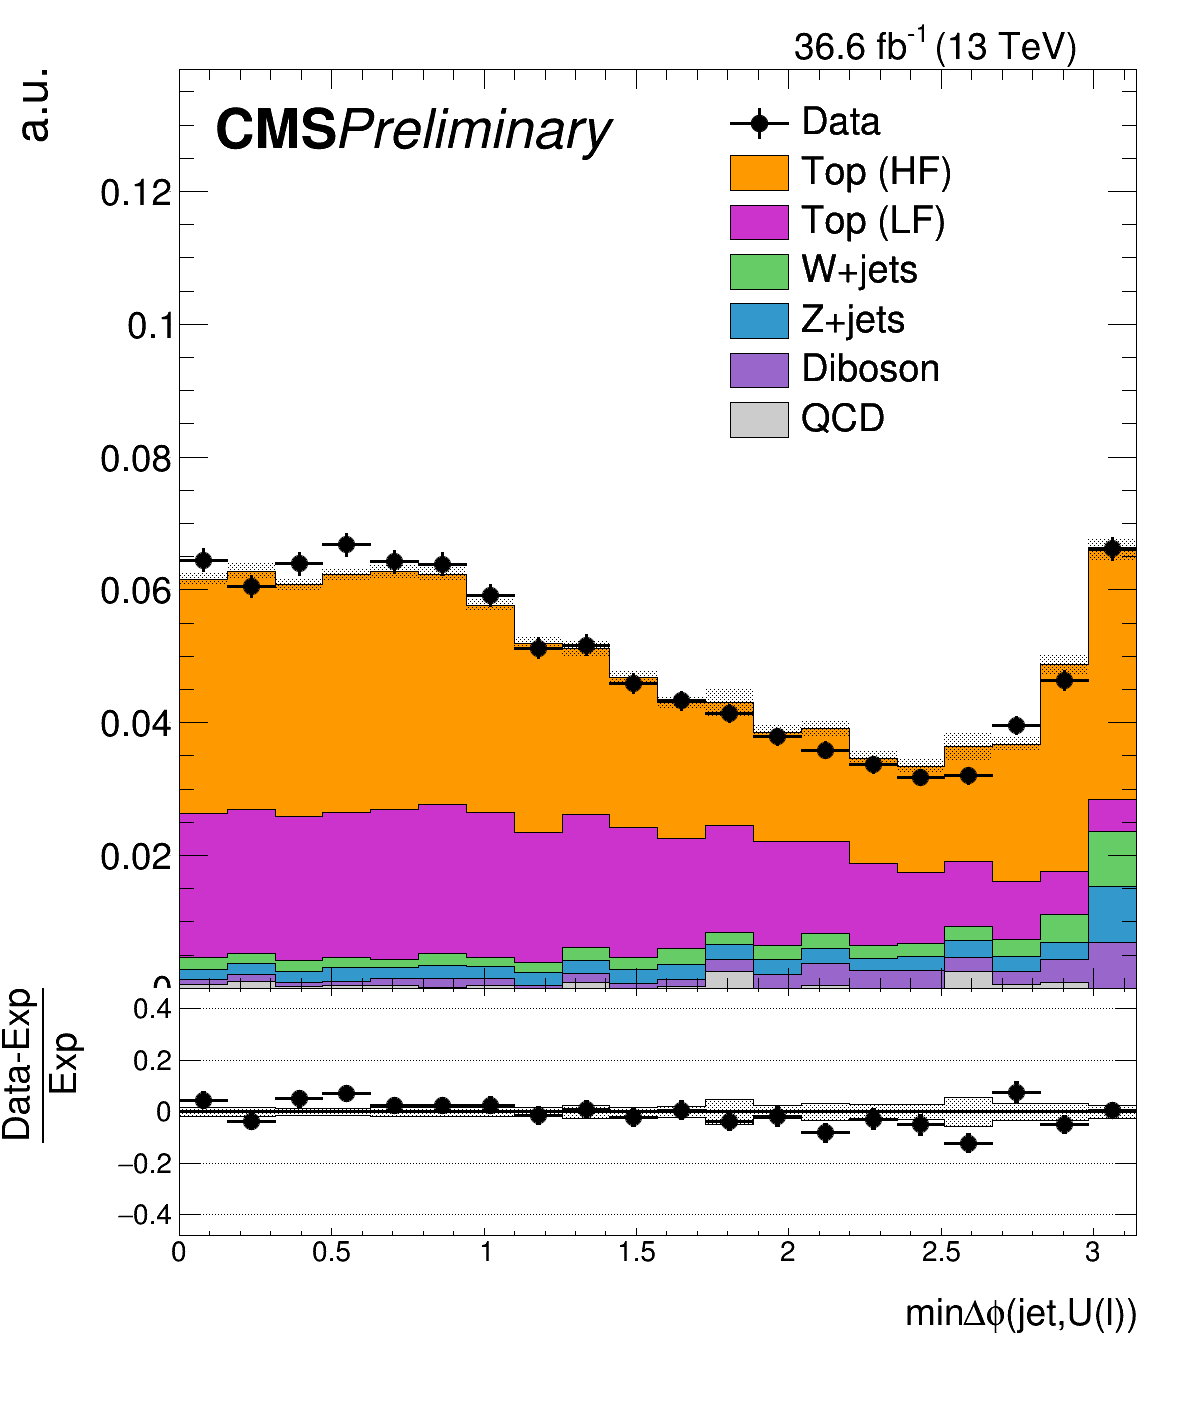 36.6 fb⁻¹ (13 TeV)
a.u.
CMS Preliminary
Data
Top (HF)
Top (LF)
W+jets
Z+jets
Diboson
QCD
0.12
0.1
0.08
0.06
0.04
0.02
0
Data-Exp
Exp
0.4
0.2
0
−0.2
−0.4
0 0.5 1 1.5 2 2.5 3
minΔϕ(jet,U(l))